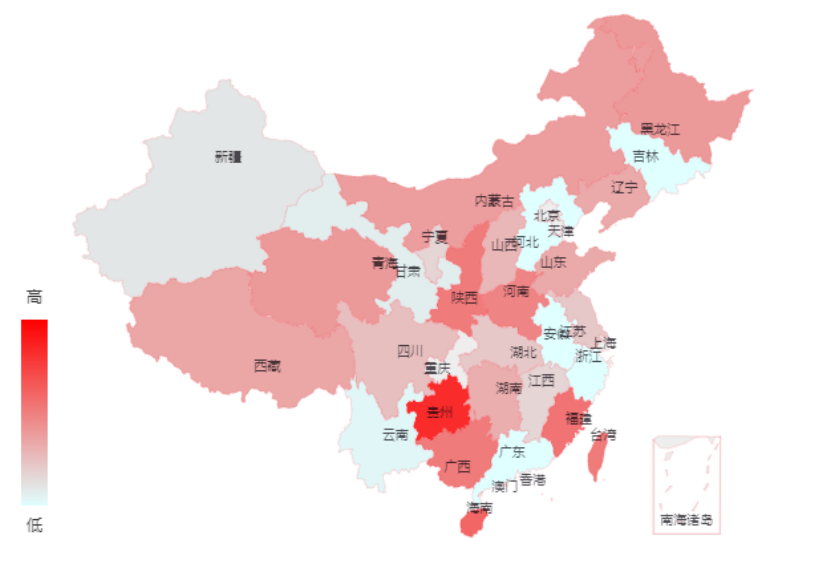 黑龙江
吉林
新疆
辽宁
内蒙古
北京
天津
宁夏
山西
河北
青海
甘肃
山东
高
陕西
河南
安徽
江苏
上海
四川
湖北
浙江
西藏
重庆
江西
湖南
贵州
福建
云南
台湾
广东
广西
香港
澳门
海南
南海诸岛
低